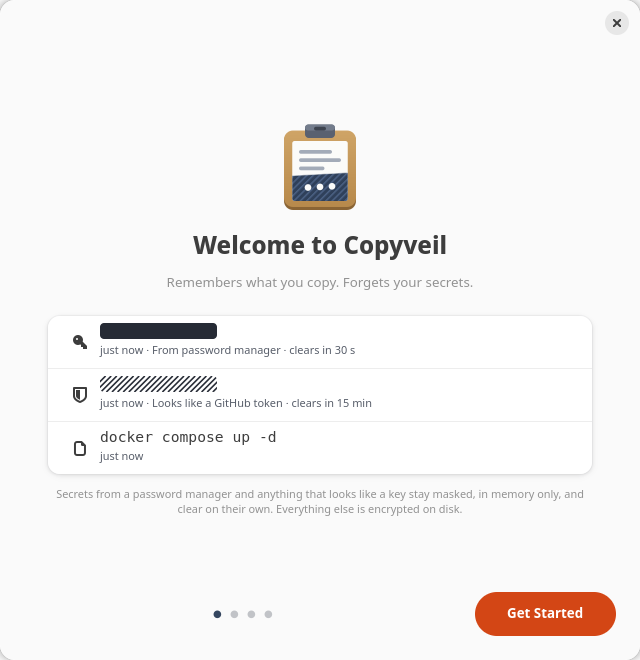 Welcome to Copyveil
Remembers what you copy. Forgets your secrets.
just now · From password manager · clears in 30 s
just now · Looks like a GitHub token · clears in 15 min
docker compose up -d
just now
Secrets from a password manager and anything that looks like a key stay masked, in memory only, and
clear on their own. Everything else is encrypted on disk.
Get Started